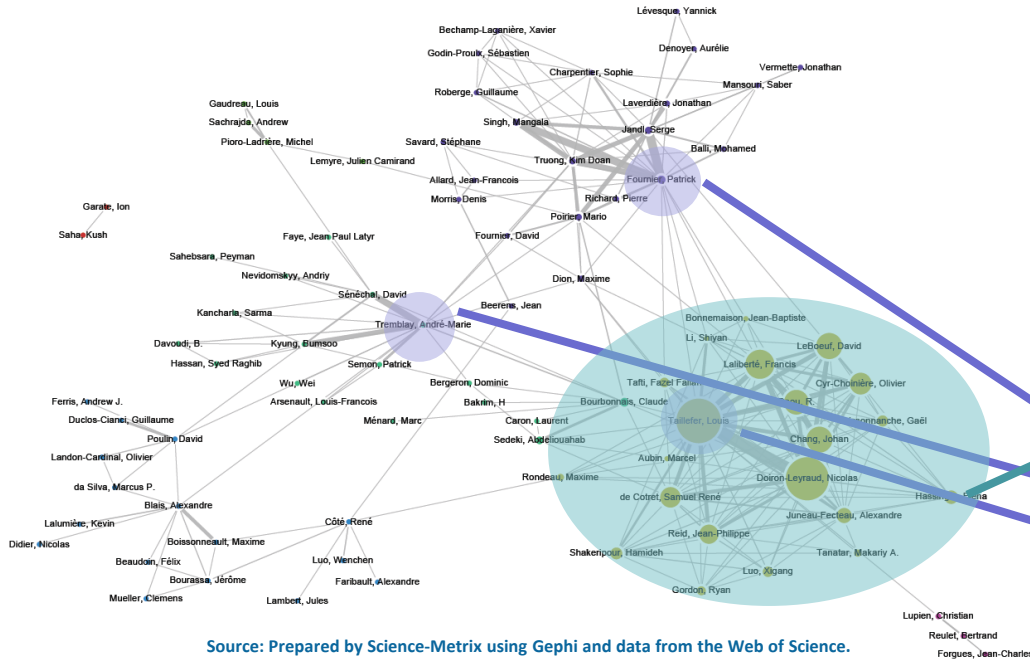 Lévesque, Yannick
Bechamp-Laganière, Xavier
Denoyer, Aurélie
Godin-Proulx, Sébastien
Vermette, Jonathan
Charpentier, Sophie
Mansouri, Saber
Roberge, Guillaume
Gaudreau, Louis
Laverdière, Jonathan
Sachrajda, Andrew
Singh, Mangala
Jandl, Serge
Pioro-Ladrière, Michel
Savard, Stéphane
Balli, Mohamed
Lemyre, Julien Camirand
Truong, Kim Doan
Allard, Jean-Francois
Fournier, Patrick
Morris, Denis
Richard, Pierre
Garate, Ion
Poirier, Mario
Saha, Kush
Faye, Jean Paul Latyr
Fournier, David
Sahebsara, Peyman
Nevidomskyy, Andriy
Dion, Maxime
Sénéchal, David
Beerens, Jean
Kancharla, Sarma
Bonnemaison, Jean-Baptiste
Tremblay, André-Marie
Li, Shiyan
LeBoeuf, David
Davoudi, B.
Kyung, Bumsoo
Hassan, Syed Raghib
Semon, Patrick
Laliberté, Francis
Wu, Wei
Bergeron, Dominic
Tafti, Fazel
Cyr-Choinière, Olivier
Ferris, Andrew J.
Arsenault, Louis-Francois
Bakrim, H
Bourbonnais, Claude
R.
Duclos-Cianci, Guillaume
Ménard, Marc
Caron, Laurent
Taillefer, Louis
Gaël
Poulin, David
Sedeki, Abdelouahab
Chang, Johan
Landon-Cardinal, Olivier
Aubin, Marcel
Rondeau, Maxime
Doiron-Leyraud, Nicolas
da Silva, Marcus P.
de Cotret, Samuel René
Hassinger, Elena
Blais, Alexandre
Juneau-Fecteau, Alexandre
Lalumière, Kevin
Côté, René
Reid, Jean-Philippe
Didier, Nicolas
Boissonneault, Maxime
Shakeripour, Hamideh
Tanatar, Makariy A.
Beaudoin, Félix
Luo, Wenchen
Luo, Xigang
Bourassa, Jérôme
Faribault, Alexandre
Gordon, Ryan
Mueller, Clemens
Lambert, Jules
Lupien, Christian
Reulet, Bertrand
Forgues, Jean-Charles
Source: Prepared by Science-Metrix using Gephi and data from the Web of Science.